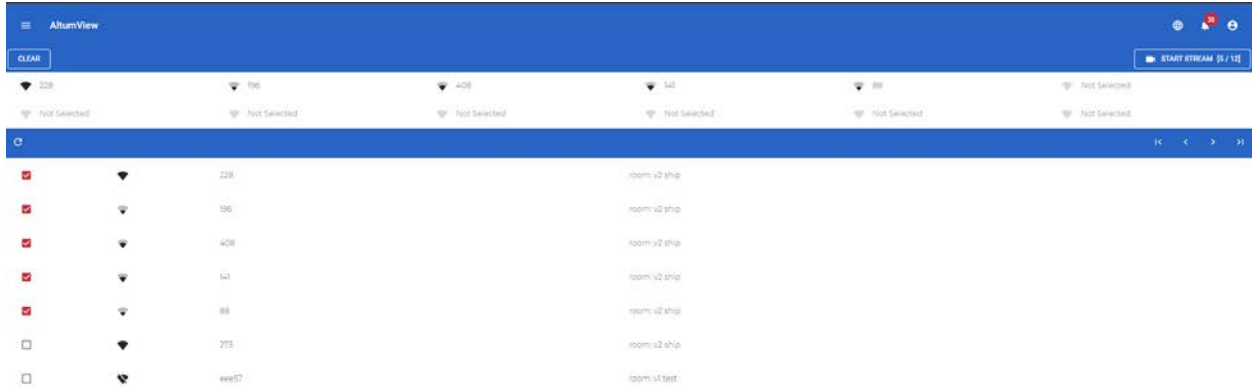 AltumView 30
CLEAR START STREAM [5 / 12]
228 196 408 141 88 Not Selected
Not Selected Not Selected Not Selected Not Selected Not Selected Not Selected
228 room: v2 ship
196 room: v2 ship
408 room: v2 ship
141 room: v2 ship
88 room: v2 ship
273 room: v2 ship
eee57 room: v1 test